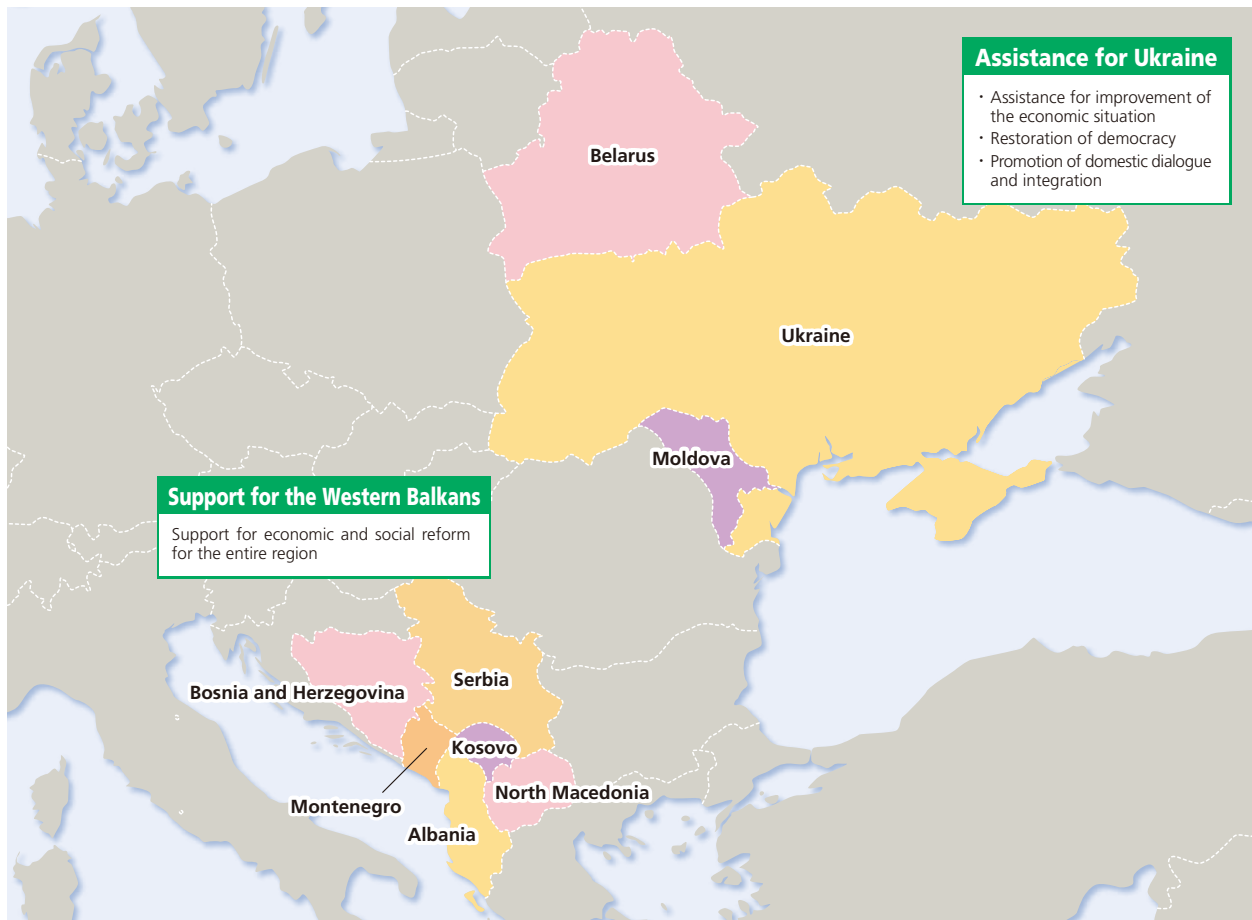 Assistance for Ukraine
・Assistance for improvement of
the economic situation
・Restoration of democracy
・Promotion of domestic dialogue
and integration
Belarus
Ukraine
Moldova
Support for the Western Balkans
Support for economic and social reform
for the entire region
Serbia
Bosnia and Herzegovina
Kosovo
North Macedonia
Montenegro
Albania